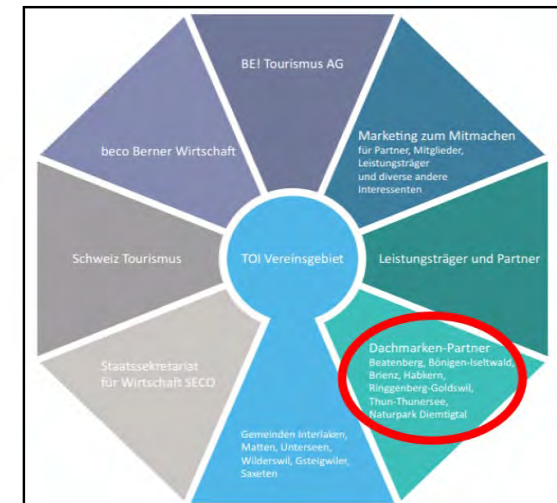 BE! Tourismus AG
Marketing zum Mitmachen
für Partner, Mitglieder,
Leistungsträger
und diverse andere
Interessenten
beco Berner Wirtschaft
Schweiz Tourismus
TOI Vereinsgebiet
Leistungsträger und Partner
Staatssekretariat
für Wirtschaft SECO
Dachmarken-Partner
Beatenberg, Bönigen-Iseltwald,
Brienz, Habkern,
Ringgenberg-Goldswil,
Thun-Thunersee,
Naturpark Diemtigtal
Gemeinden Interlaken,
Matten, Unterseen,
Wilderswil, Gsteigwiler,
Saxeten